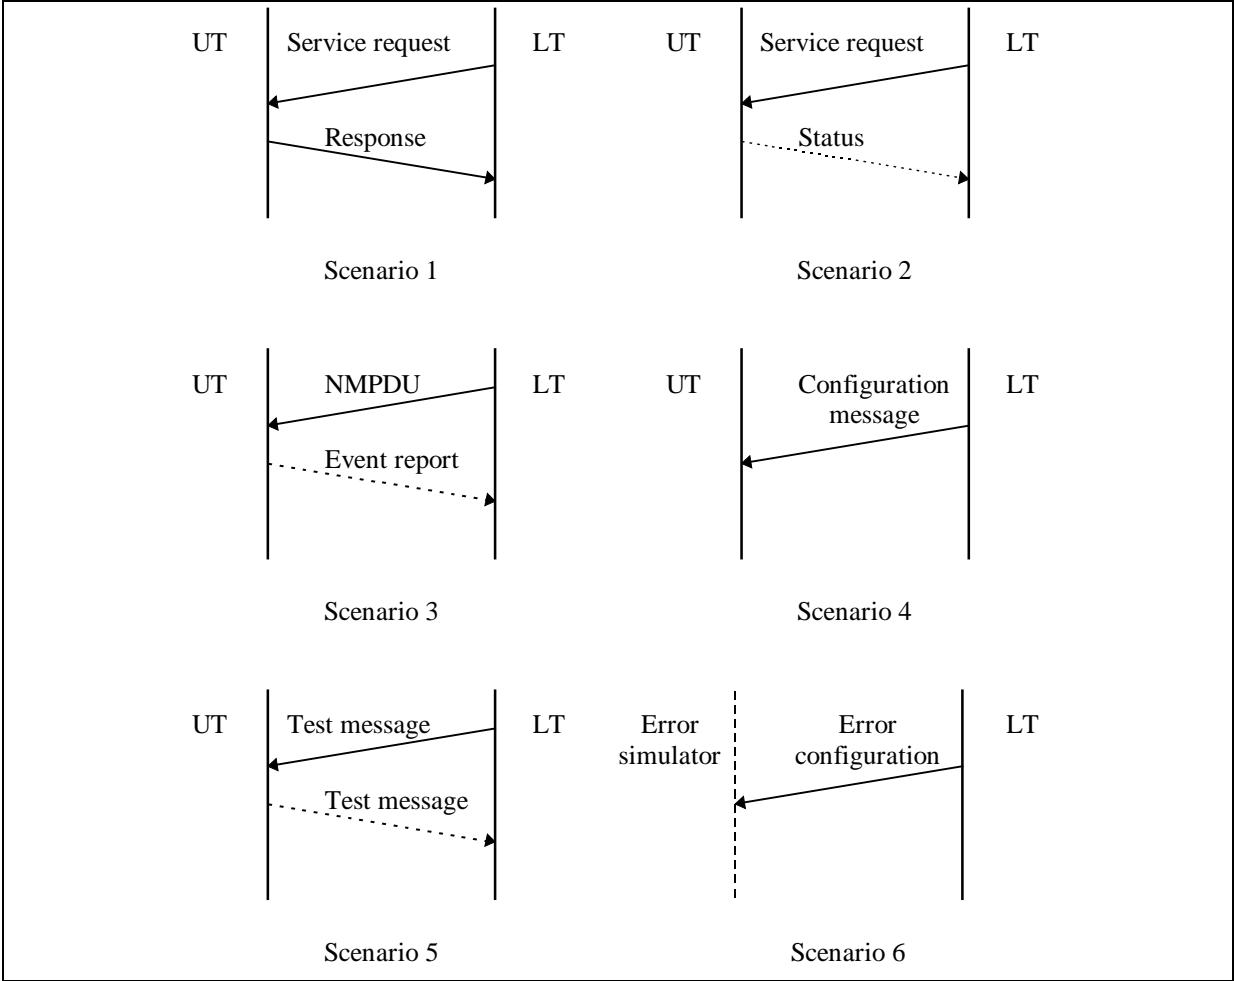 UT Service request LT UT Service request LT
Response Status
Scenario 1 Scenario 2
UT NMPDU LT UT Configuration LT
message
Event report
Scenario 3 Scenario 4
UT Test message LT Error Error LT
simulator configuration
Test message
Scenario 5 Scenario 6